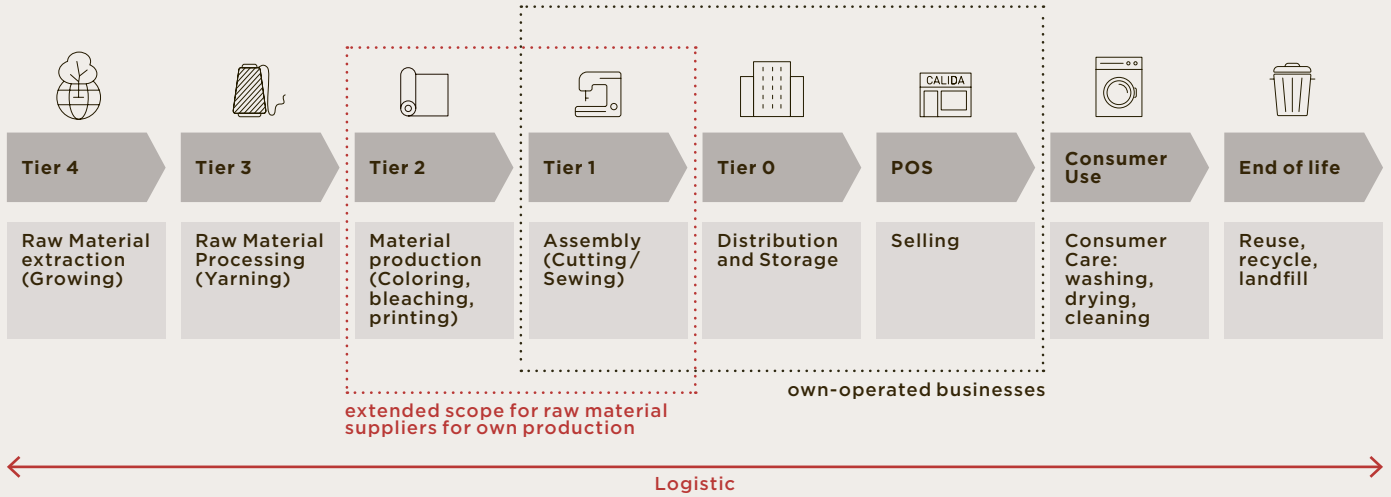 CALIDA
Tier 4
Tier 3
Tier 2
Tier 1
Tier 0
POS
Consumer
Use
End of life
Raw Material
extraction
(Growing)
Raw Material
Processing
(Yarning)
Material
production
(Coloring,
bleaching,
printing)
Assembly
(Cutting/
Sewing)
Distribution
and Storage
Selling
Consumer
Care:
washing,
drying,
cleaning
Reuse,
recycle,
landfill
own-operated businesses
extended scope for raw material
suppliers for own production
Logistic